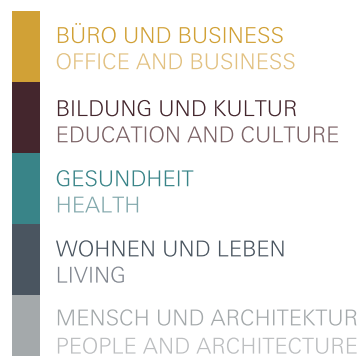 BÜRO UND BUSINESS
OFFICE AND BUSINESS
BILDUNG UND KULTUR
EDUCATION AND CULTURE
GESUNDHEIT
HEALTH
WOHNEN UND LEBEN
LIVING
MENSCH UND ARCHITEKTUR
PEOPLE AND ARCHITECTURE